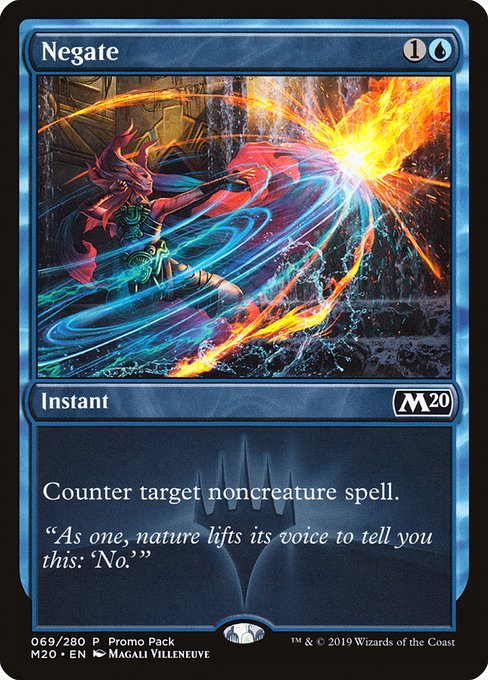 Negate 1
Instant M20
Counter target noncreature spell.
“As one, nature lifts its voice to tell you
this: ‘No.’”
069/280 P Promo Pack ™ & © 2019 Wizards of the Coast
M20 • EN Magali Villeneuve